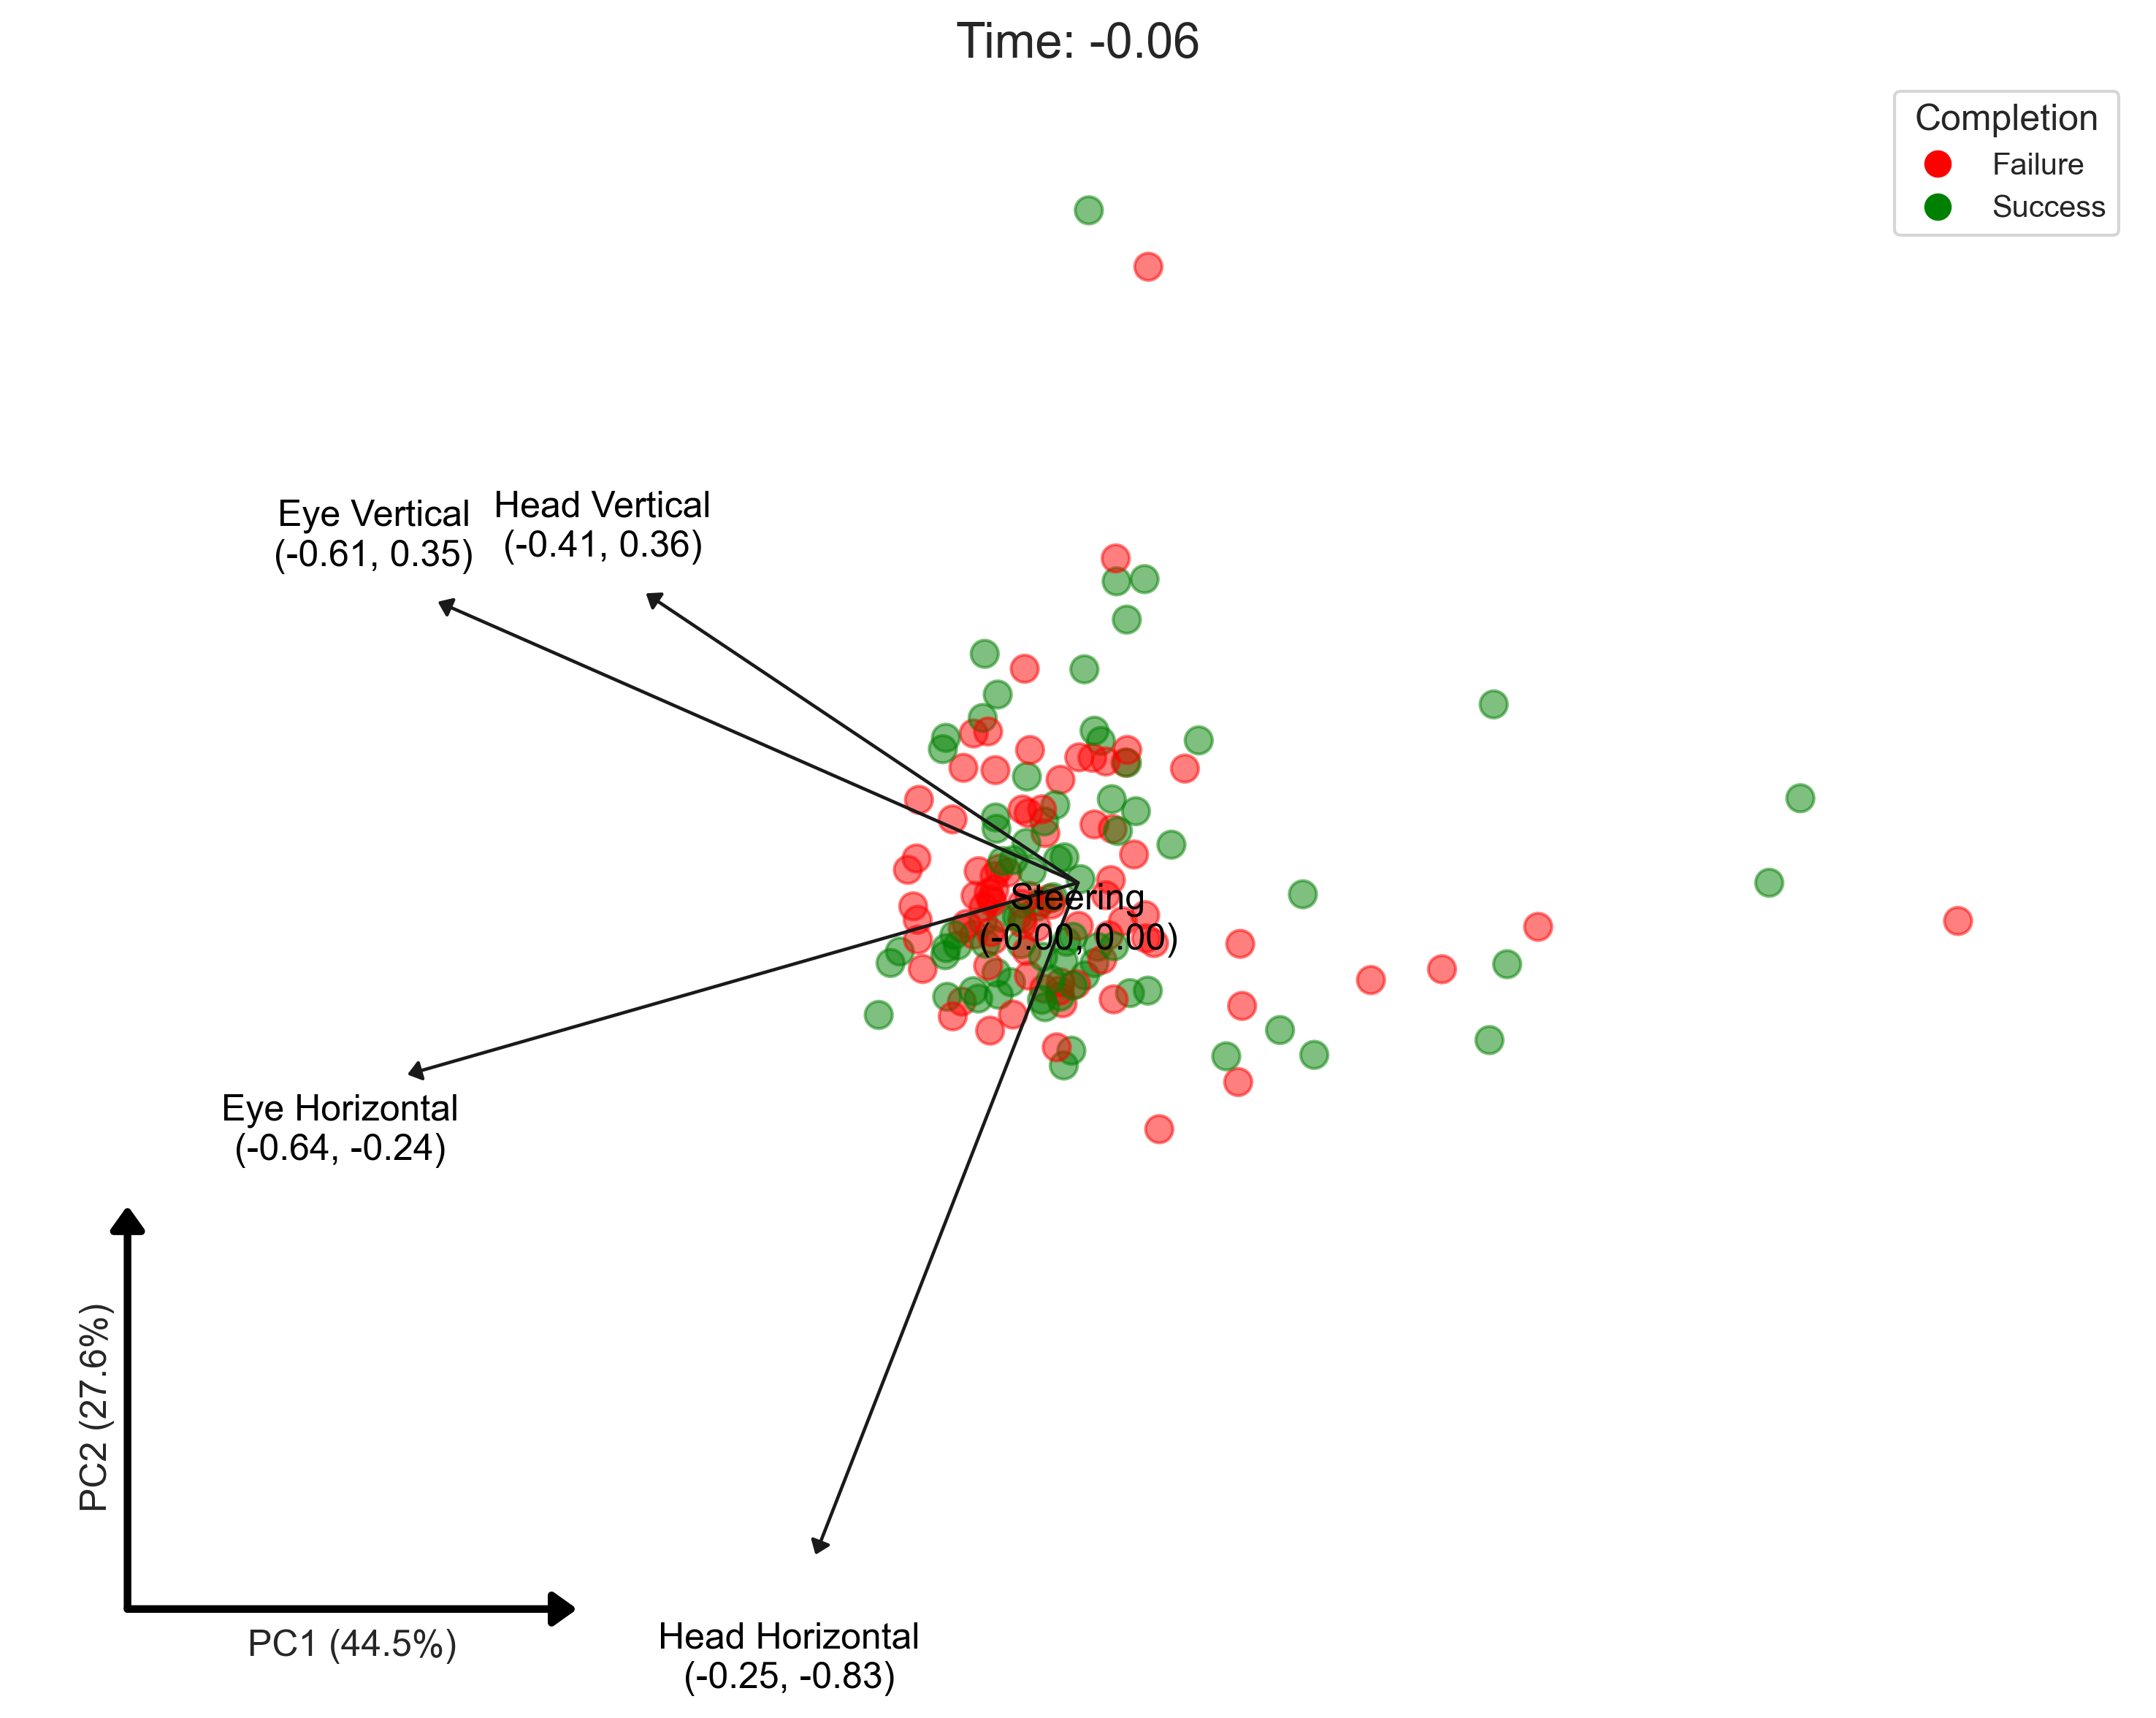 Time: -0.06
Completion
Failure
Success
Eye Vertical
(-0.61, 0.35)
Head Vertical
(-0.41, 0.36)
Steering
(-0.00, 0.00)
Eye Horizontal
(-0.64, -0.24)
PC2 (27.6%)
PC1 (44.5%)
Head Horizontal
(-0.25, -0.83)